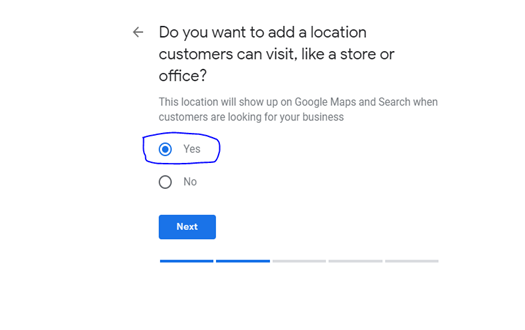 Do you want to add a location
customers can visit, like a store or
office?
This location will show up on Google Maps and Search when
customers are looking for your business
Yes
No
Next